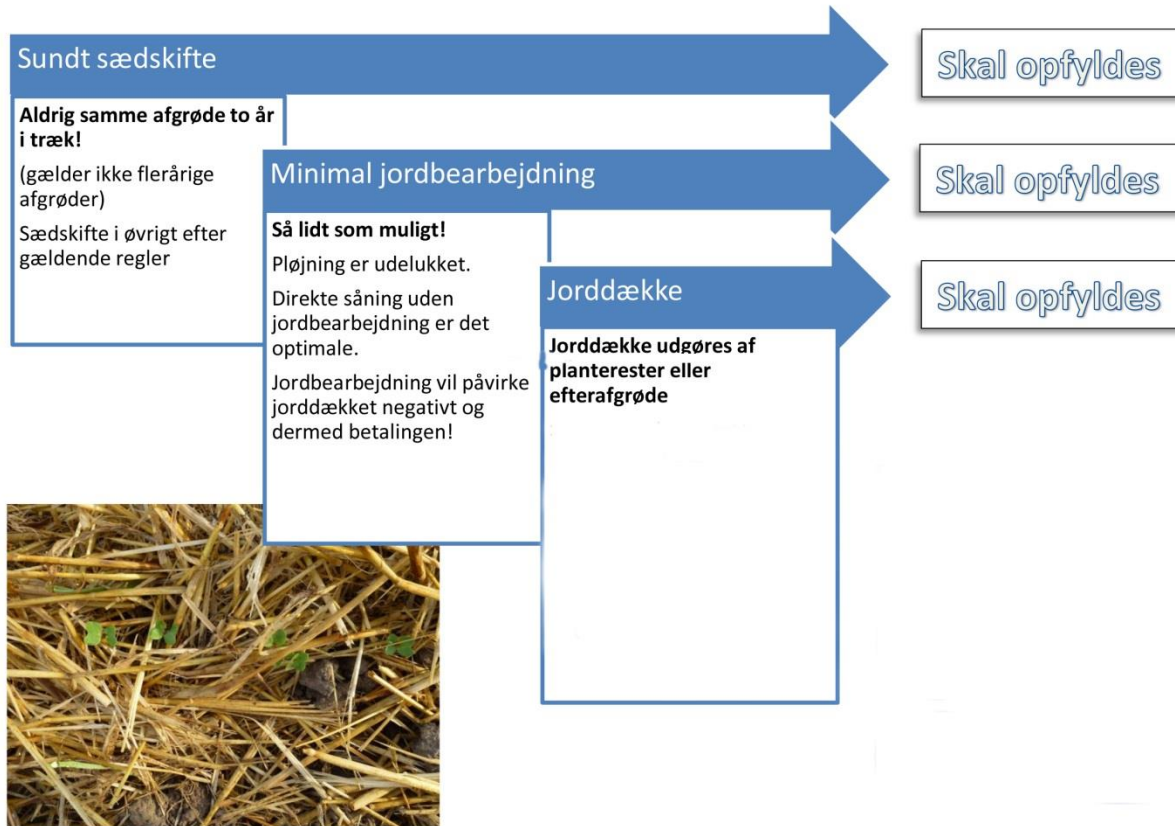 Sundt sædskifte
Skal opfyldes
Aldrig samme afgrøde to år
i træk!
(gælder ikke flerårige
afgrøder)
Sædskifte i øvrigt efter
gældende regler
Minimal jordbearbejdning
Skal opfyldes
Så lidt som muligt!
Pløjning er udelukket.
Direkte såning uden
jordbearbejdning er det
optimale.
Jordbearbejdning vil påvirke
jorddækket negativt og
dermed betalingen!
Jorddække
Skal opfyldes
Jorddække udgøres af
planterester eller
efterafgrøde